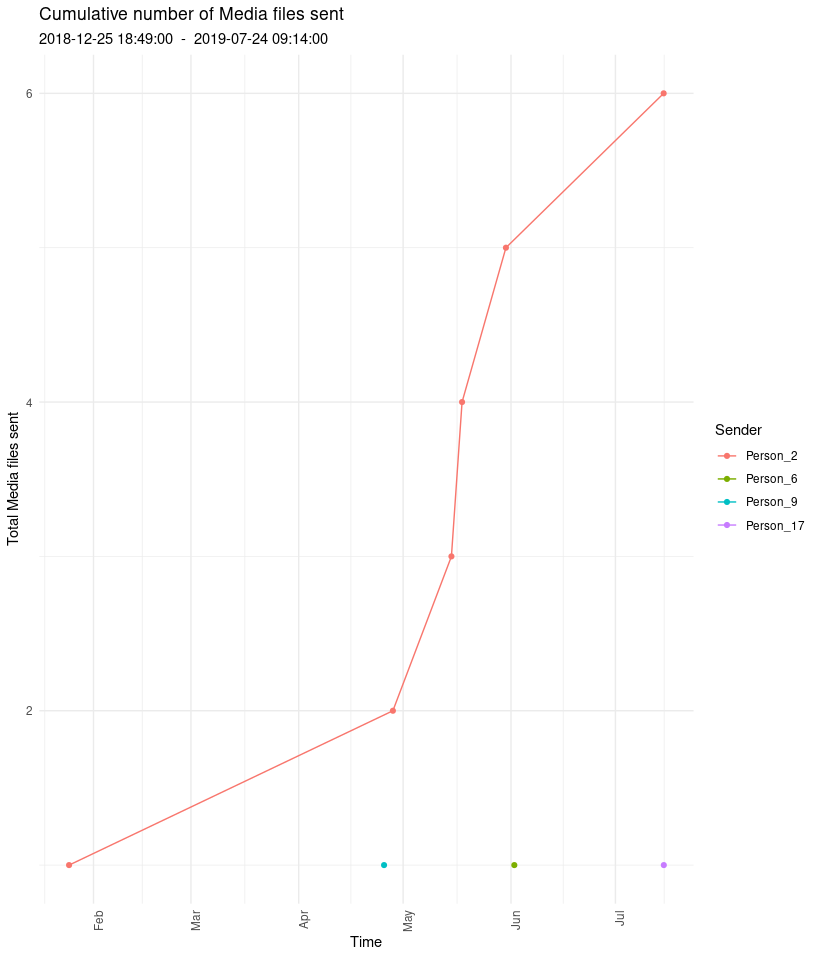 Cumulative number of Media files sent
2018-12-25 18:49:00 - 2019-07-24 09:14:00
Total Media files sent
6
4
2
Feb
Mar
Apr
May
Jun
Jul
Time
Sender
Person_2
Person_6
Person_9
Person_17